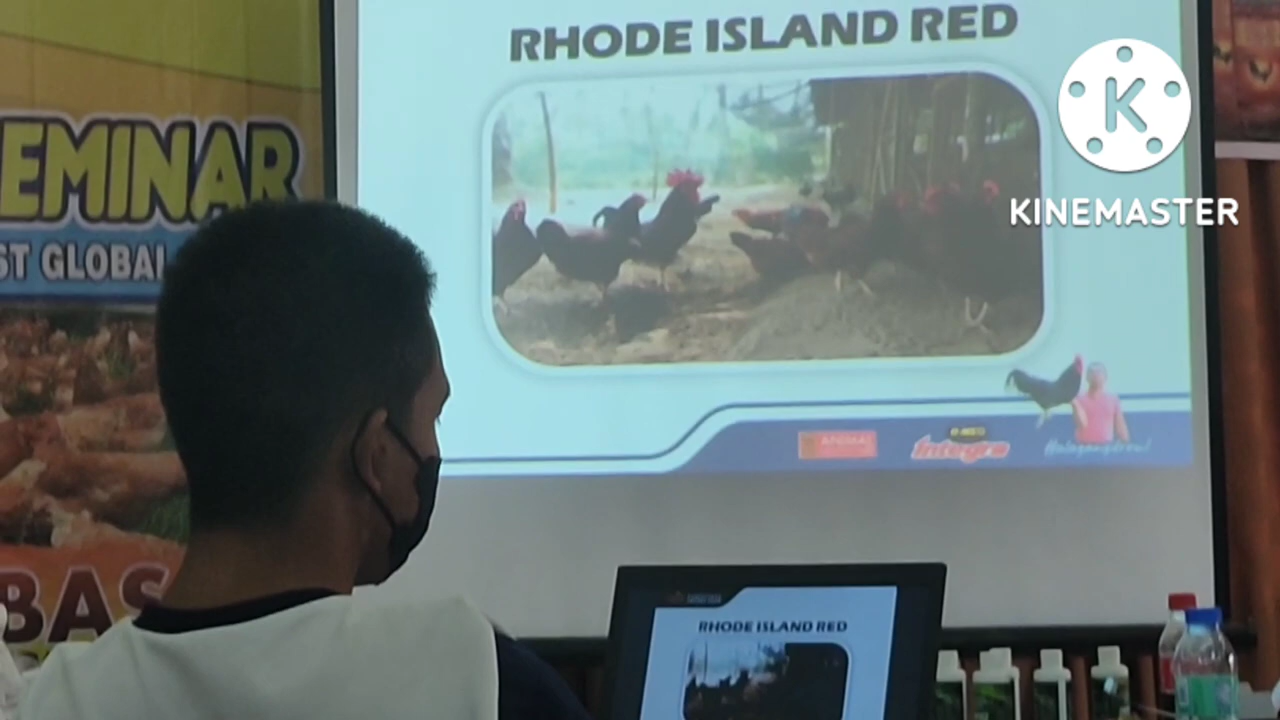 RHODE ISLAND RED
K
KINEMASTER
EMINAR
ST GLOBAL
Integra
BAS
RHODE ISLAND RED